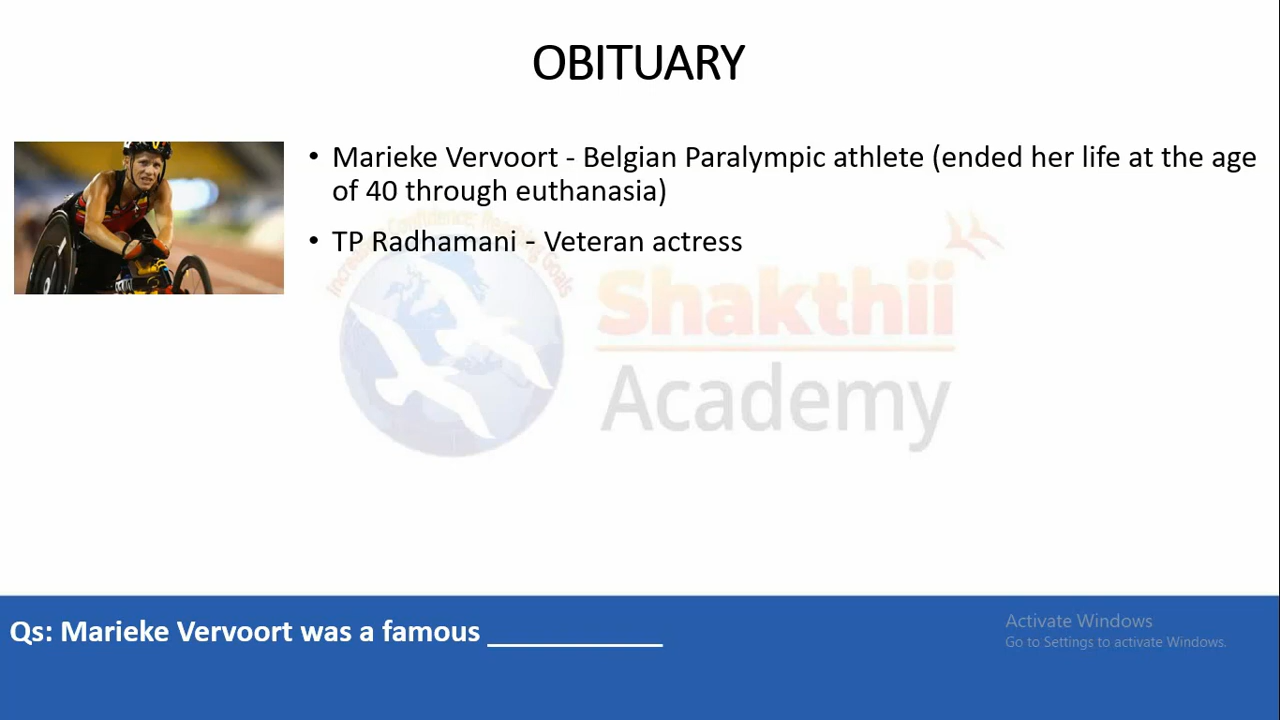 OBITUARY
• Marieke Vervoort - Belgian Paralympic athlete (ended her life at the age
of 40 through euthanasia)
• TP Radhamani - Veteran actress
Shakthii
Academy
Qs: Marieke Vervoort was a famous ____________
Activate Windows
Go to Settings to activate Windows.